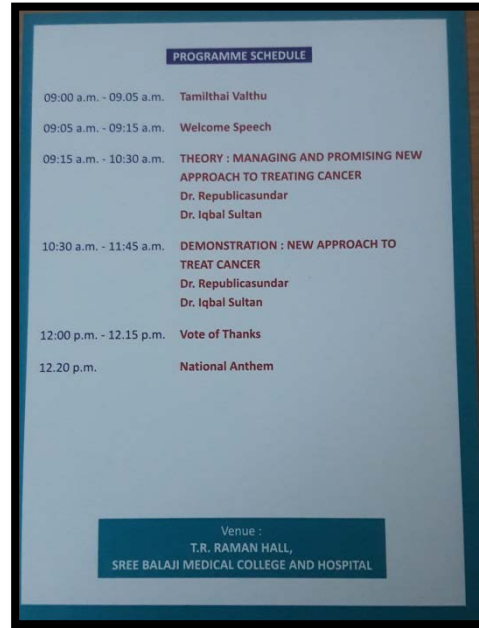 PROGRAMME SCHEDULE
09:00 a.m. - 09.05 a.m. Tamilthai Valthu
09:05 a.m. - 09:15 a.m. Welcome Speech
09:15 a.m. - 10:30 a.m. THEORY : MANAGING AND PROMISING NEW
APPROACH TO TREATING CANCER
Dr. Republicasundar
Dr. Iqbal Sultan
10:30 a.m. - 11:45 a.m. DEMONSTRATION : NEW APPROACH TO
TREAT CANCER
Dr. Republicasundar
Dr. Iqbal Sultan
12:00 p.m. - 12.15 p.m. Vote of Thanks
12.20 p.m. National Anthem
Venue :
T.R. RAMAN HALL,
SREE BALAJI MEDICAL COLLEGE AND HOSPITAL